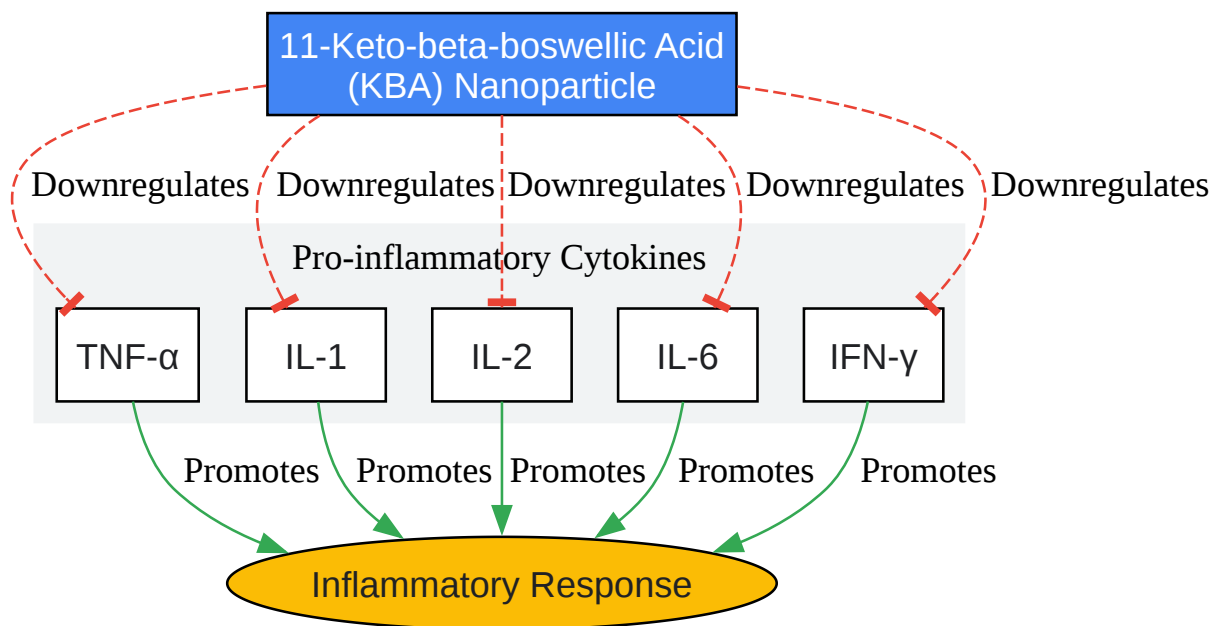 11-Keto-beta-boswellic Acid
(KBA) Nanoparticle
Downregulates Downregulates Downregulates Downregulates Downregulates
Pro-inflammatory Cytokines
TNF-α IL-1 IL-2 IL-6 IFN-γ
Promotes Promotes Promotes Promotes Promotes
Inflammatory Response